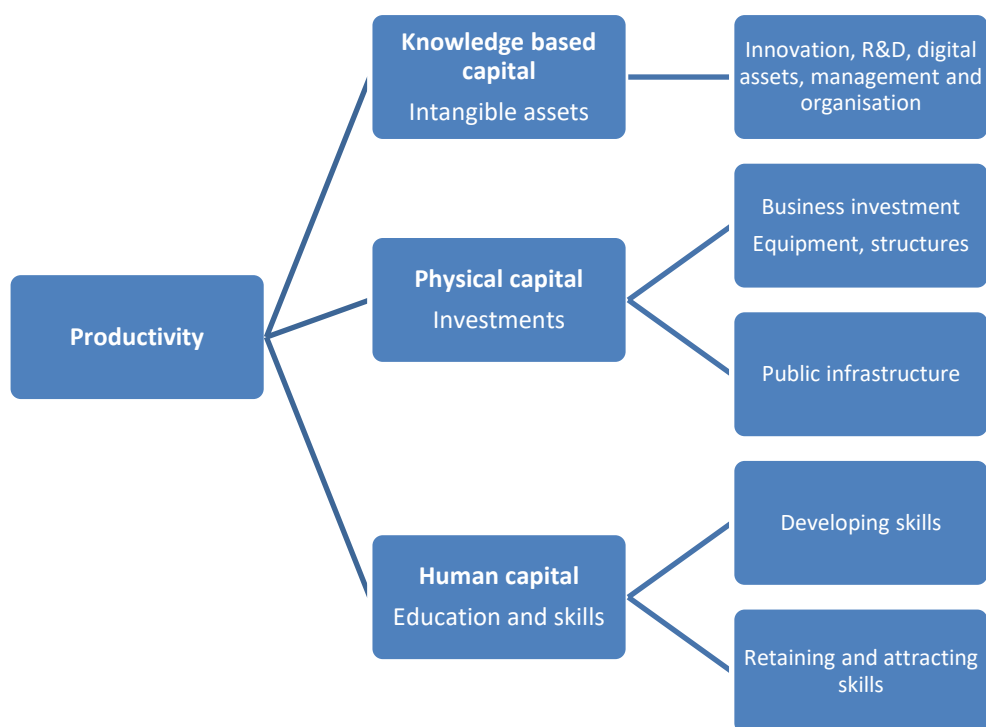 Productivity
Knowledge based
capital
Intangible assets
Innovation, R&D, digital
assets, management and
organisation
Physical capital
Investments
Business investment
Equipment, structures
Public infrastructure
Human capital
Education and skills
Developing skills
Retaining and attracting
skills